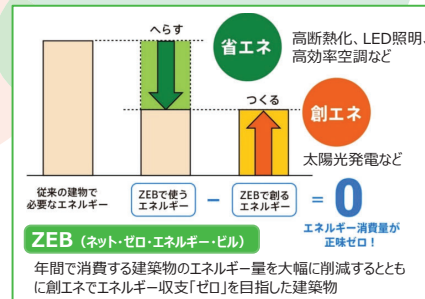 へらす
省エネ
高断熱化、LED照明、
高効率空調など
つくる
創エネ
太陽光発電など
従来の建物で
必要なエネルギー
ZEBで使う
エネルギー
－
ZEBで創る
エネルギー
＝
0
エネルギー消費量が
正味ゼロ！
ZEB（ネット・ゼロ・エネルギー・ビル）
年間で消費する建築物のエネルギー量を大幅に削減するととも
に創エネでエネルギー収支「ゼロ」を目指した建築物